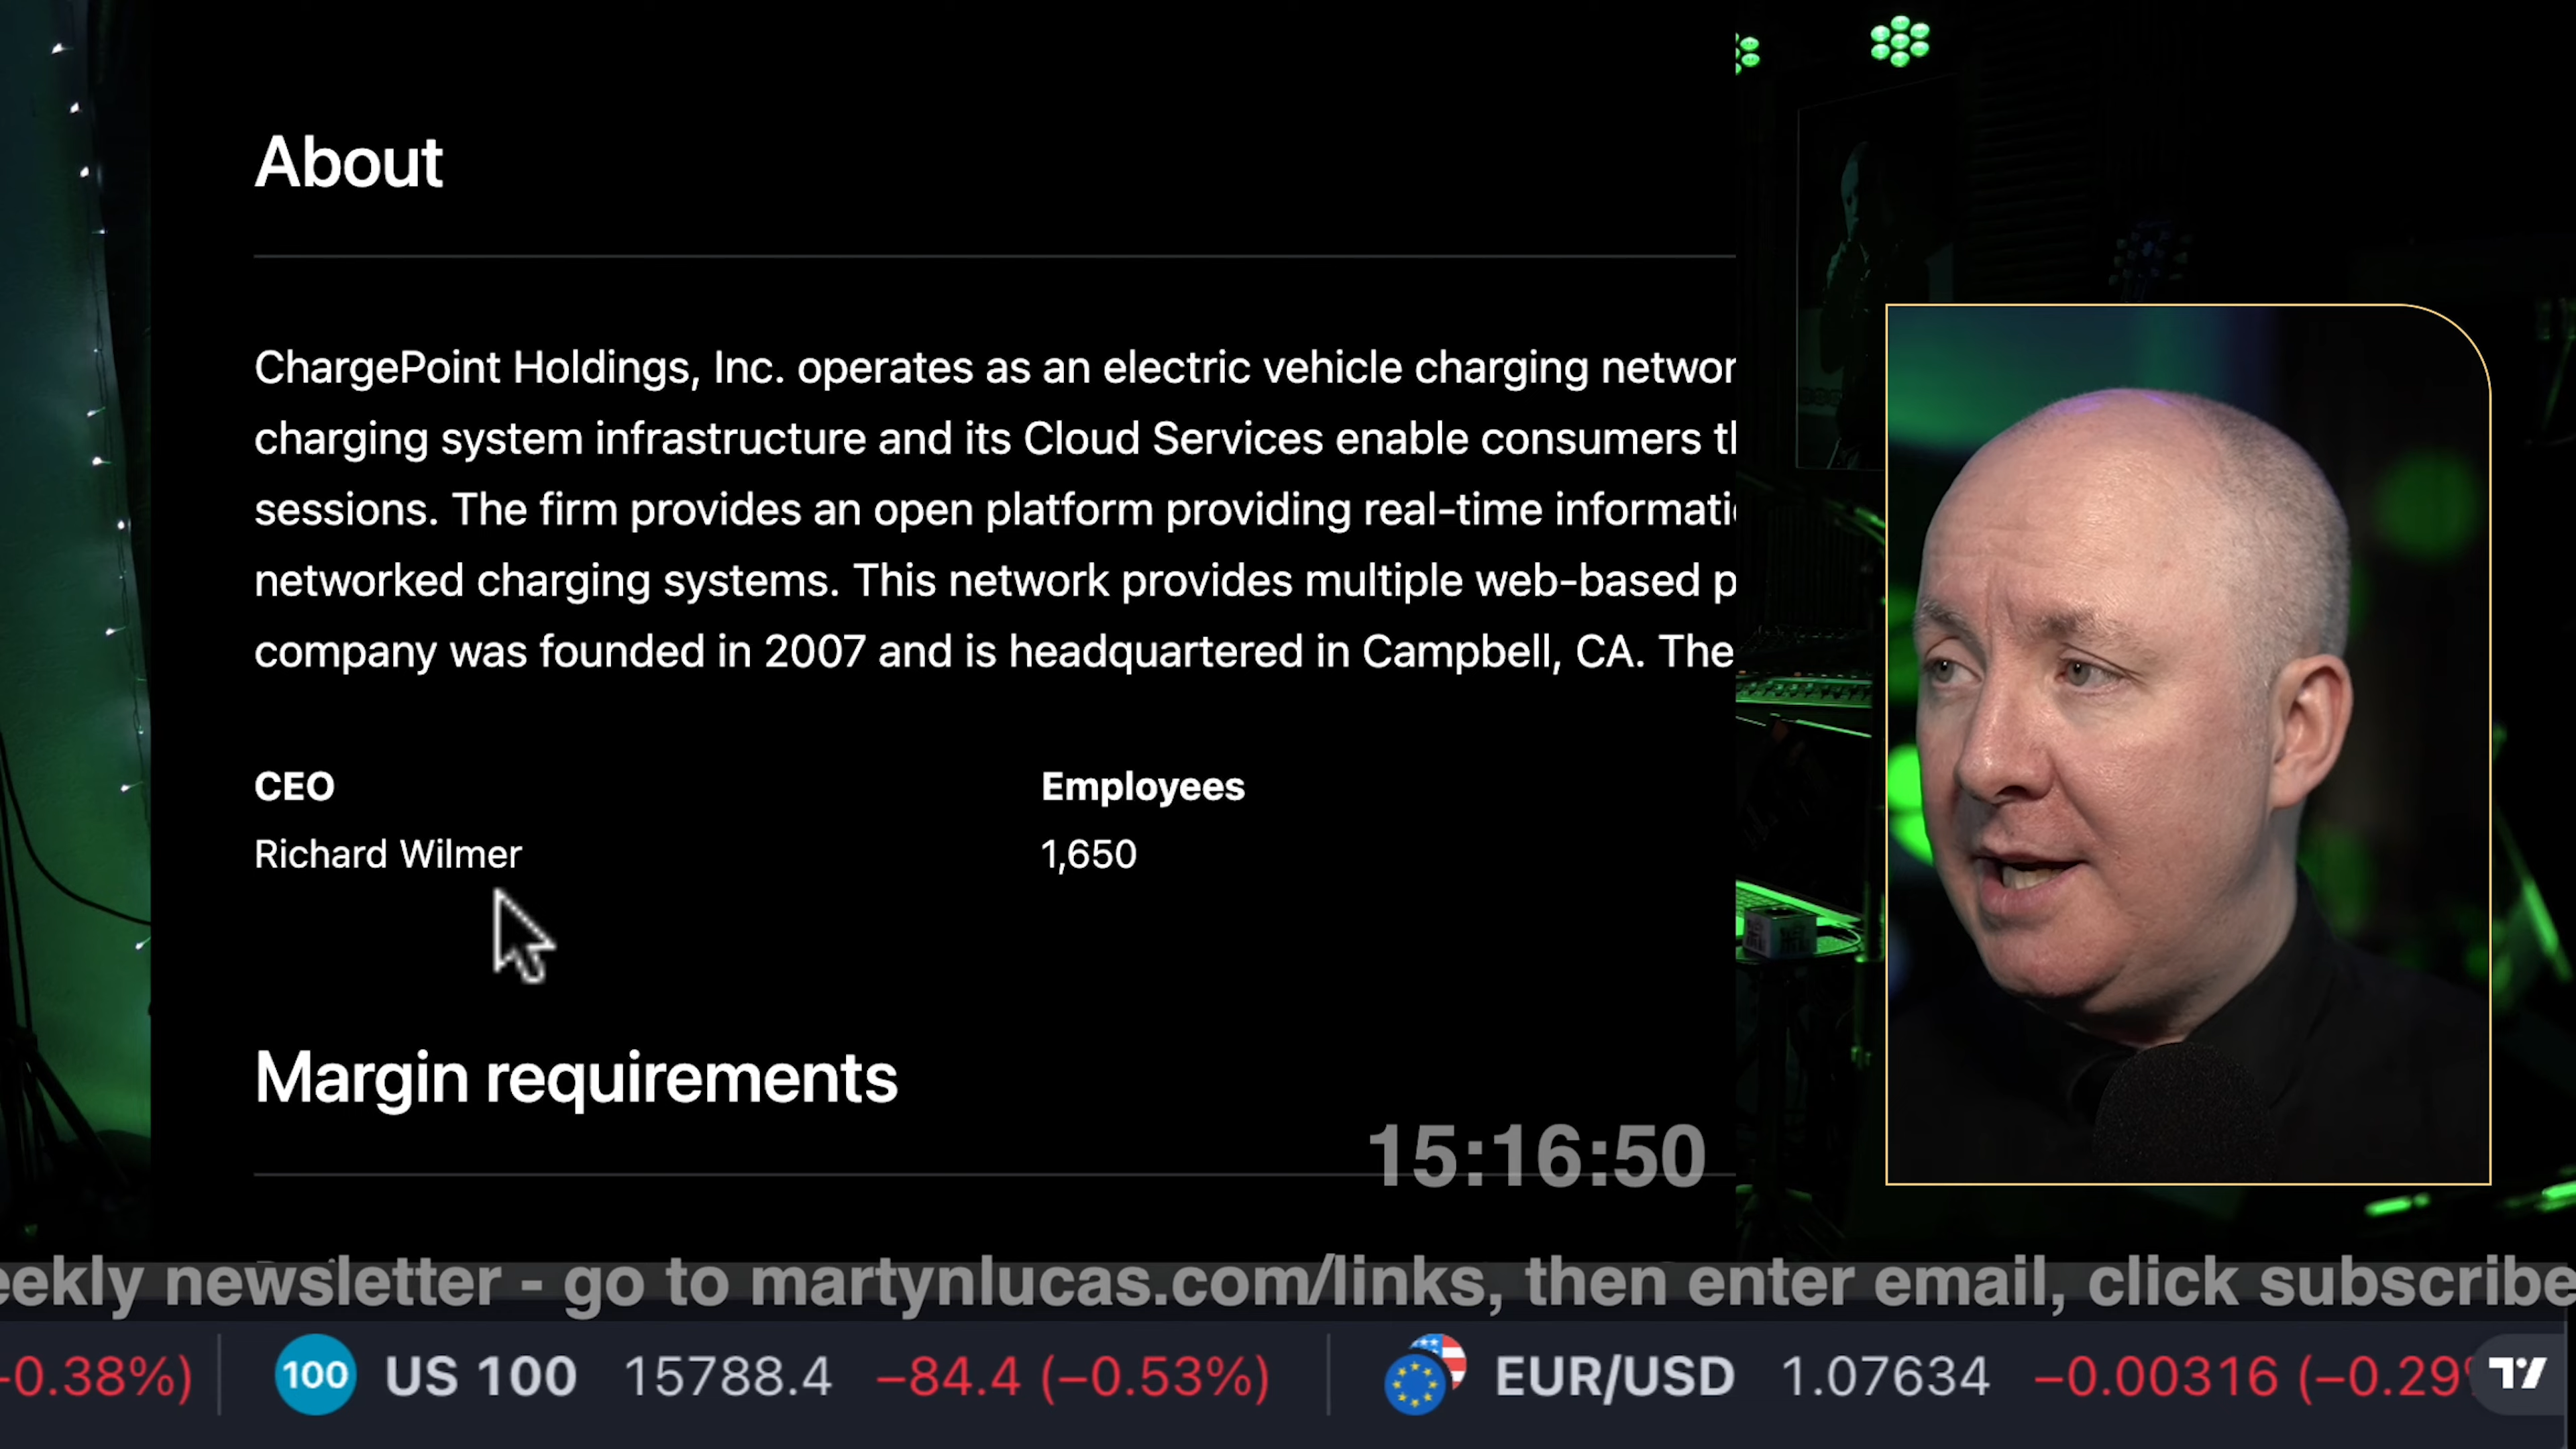 About
ChargePoint Holdings, Inc. operates as an electric vehicle charging networ
charging system infrastructure and its Cloud Services enable consumers
sessions. The firm provides an open platform providing real-time informati
networked charging systems. This network provides multiple web-based p
company was founded in 2007 and is headquartered in Campbell, CA. The
CEO
Employees
Richard Wilmer
1,650
Margin requirements
15:16:50
eekly newsletter - go to martynlucas.com/links, then enter email, click subscribe
-0.38%)
100 US 100 15788.4 −84.4 (−0.53%)
EUR/USD 1.07634 −0.00316 (−0.29